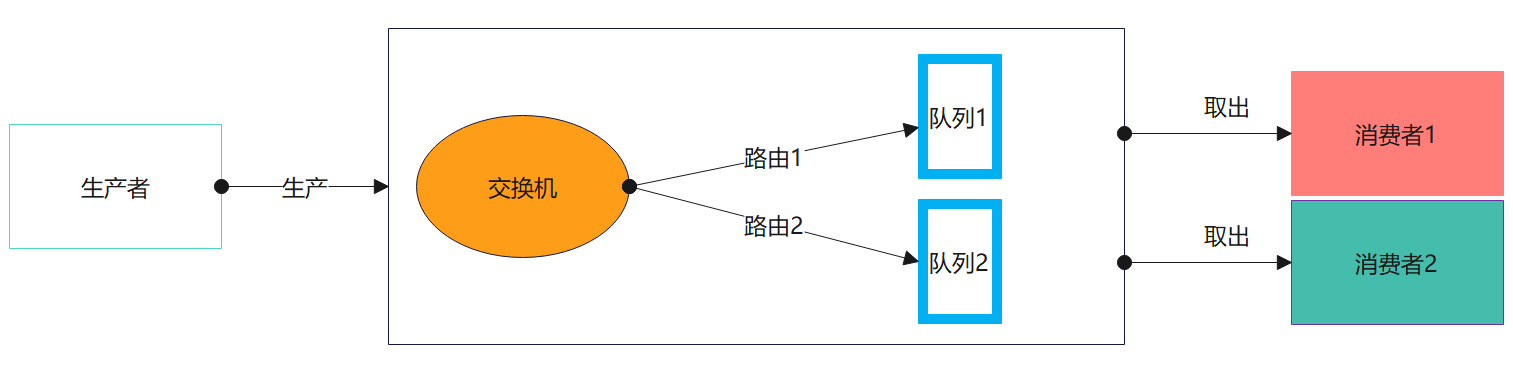 生产者
生产
交换机
路由1
路由2
队列1
队列2
取出
消费者1
取出
消费者2